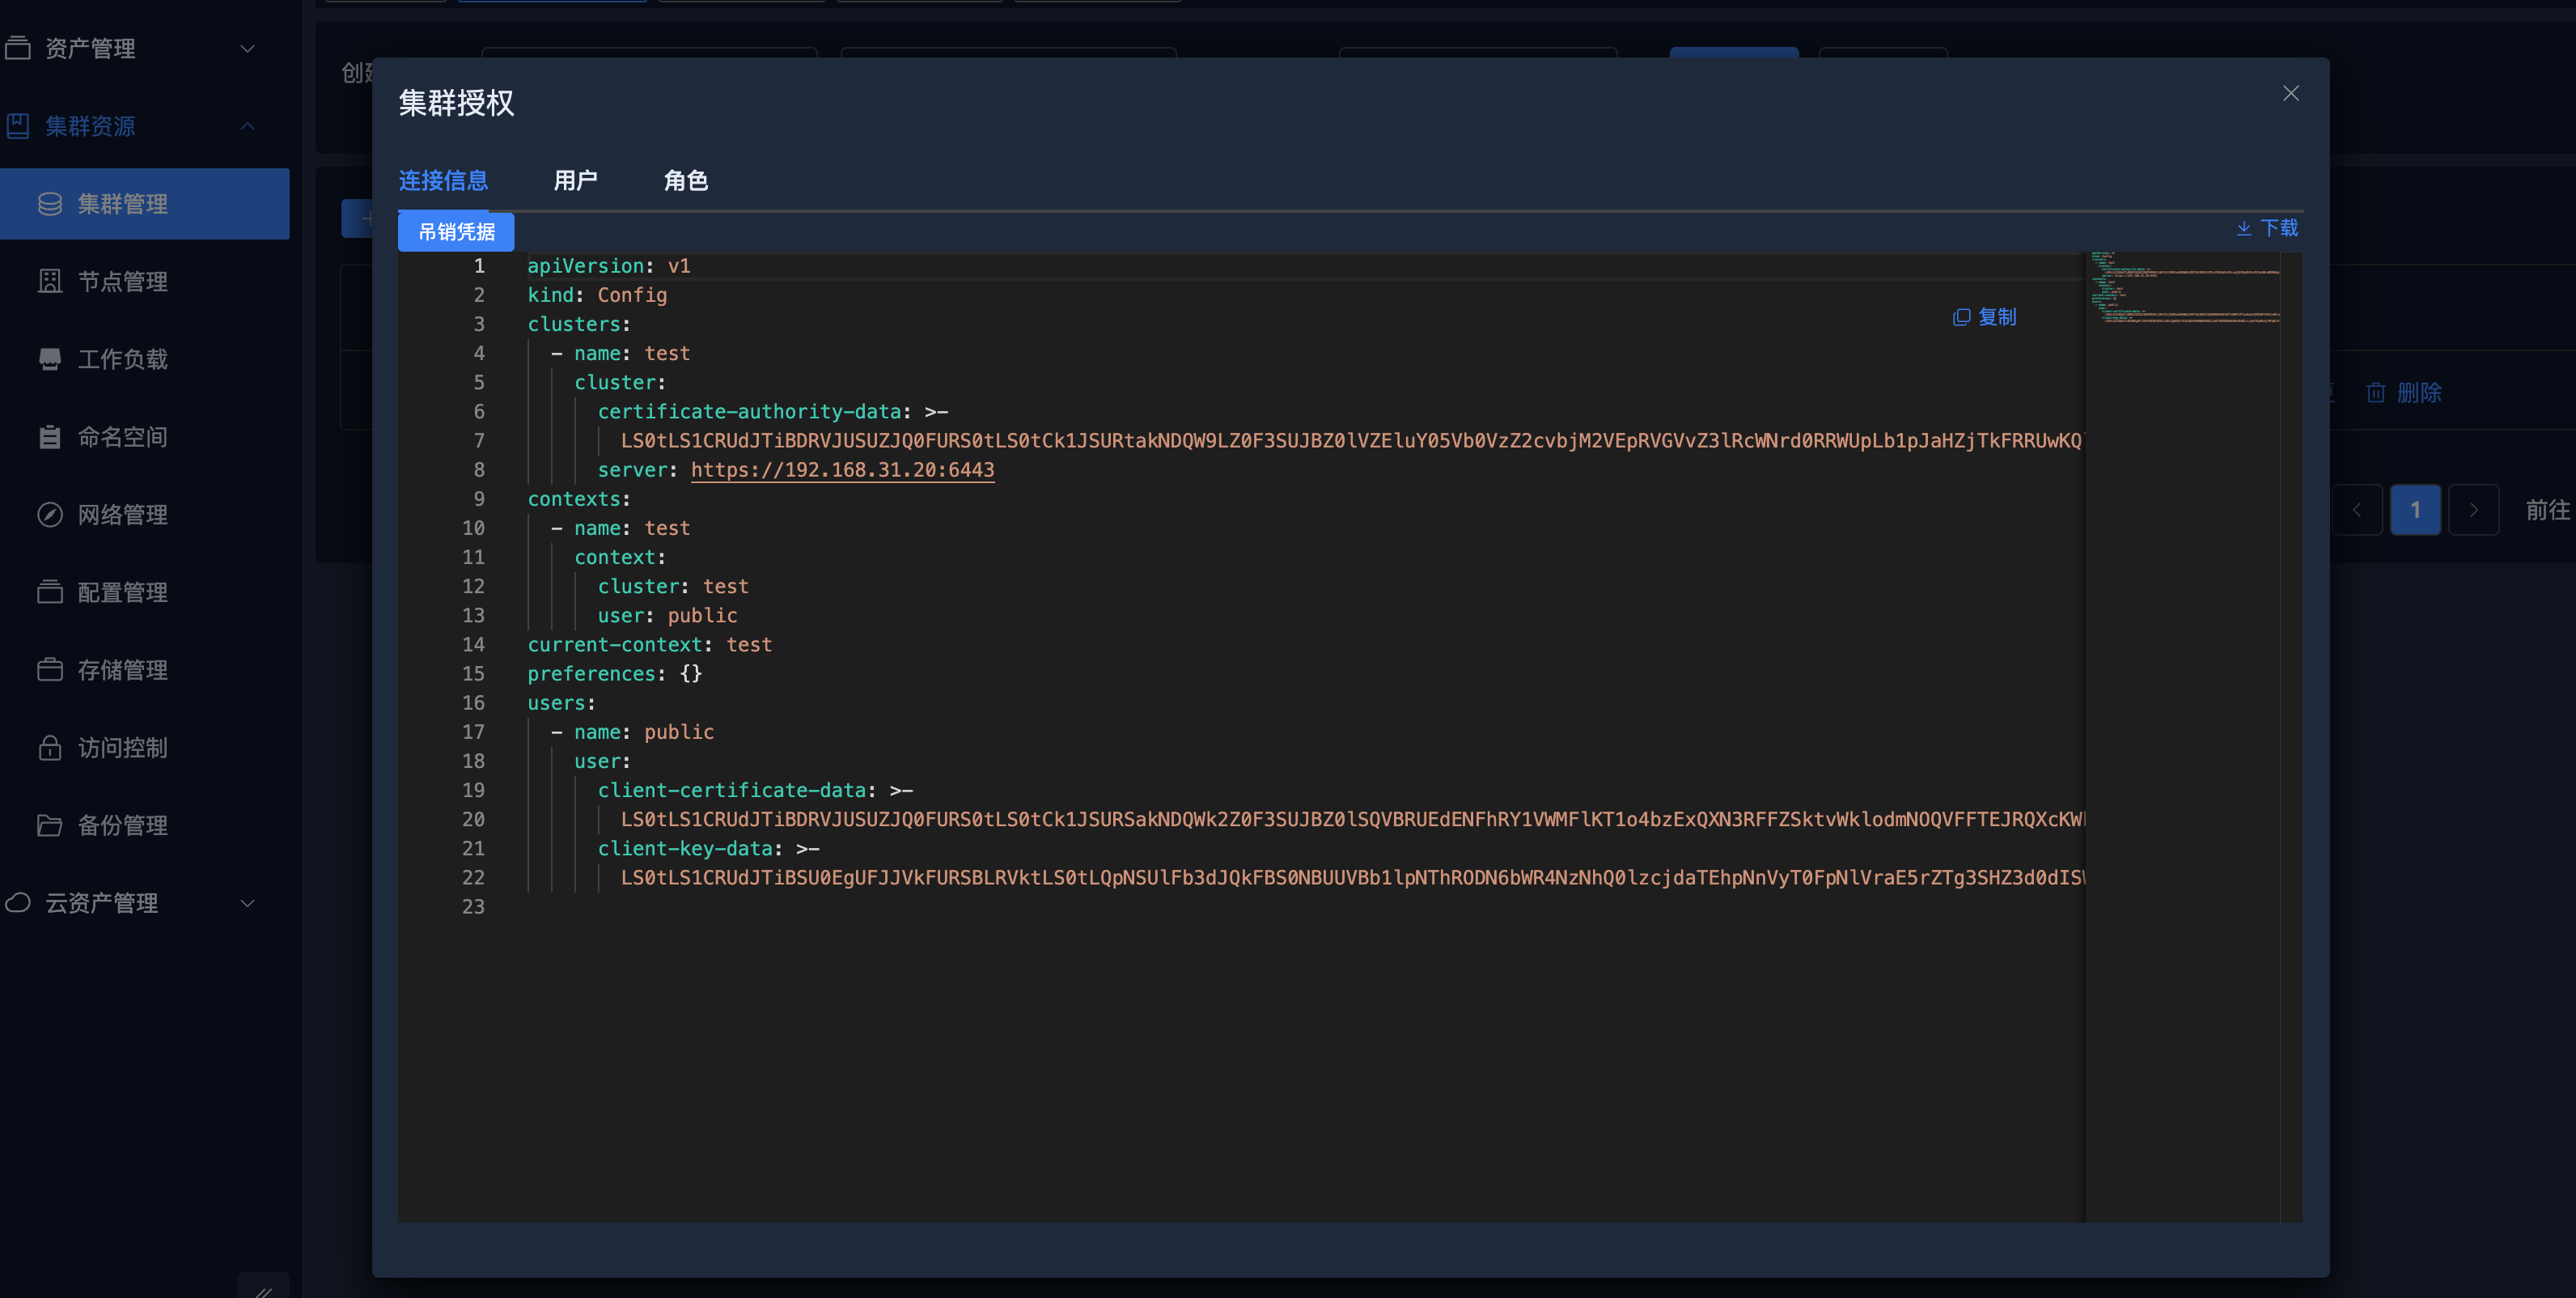 资产管理
集群资源
集群管理
节点管理
工作负载
命名空间
网络管理
配置管理
存储管理
访问控制
备份管理
云资产管理
集群授权
连接信息
用户
角色
吊销凭据
下载
复制
1 apiVersion: v1
2 kind: Config
3 clusters:
4 - name: test
5 cluster:
6 certificate-authority-data: >-
7
8 server: https://192.168.31.20:6443
9 contexts:
10 - name: test
11 context:
12 cluster: test
13 user: public
14 current-context: test
15 preferences: {}
16 users:
17 - name: public
18 user:
19 client-certificate-data: >-
20
21 client-key-data: >-
22
23
删除
1
前往